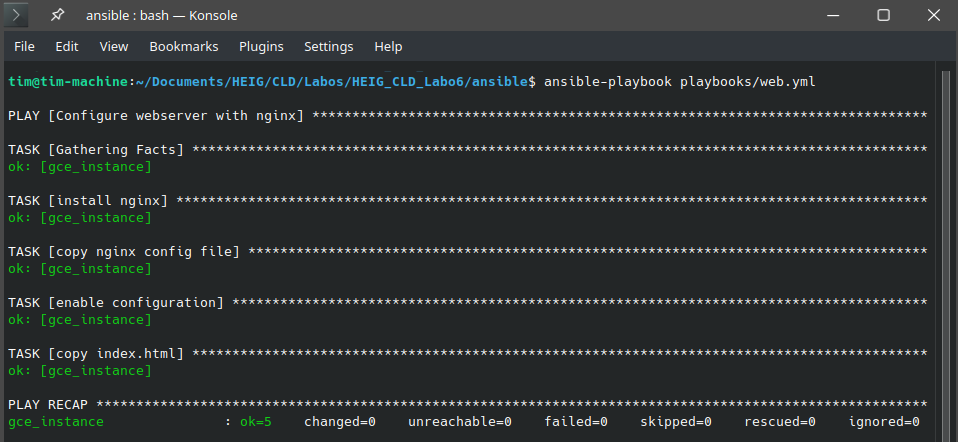 ansible : bash — Konsole
File Edit View Bookmarks Plugins Settings Help
tim@tim-machine:~/Documents/HEIG/CLD/Labos/HEIG_CLD_Labo6/ansible$ ansible-playbook playbooks/web.yml
PLAY [Configure webserver with nginx] *****************************************************************************
TASK [Gathering Facts] ********************************************************************************************
ok: [gce_instance]
TASK [install nginx] **********************************************************************************************
ok: [gce_instance]
TASK [copy nginx config file] *************************************************************************************
ok: [gce_instance]
TASK [enable configuration] ***************************************************************************************
ok: [gce_instance]
TASK [copy index.html] ********************************************************************************************
ok: [gce_instance]
PLAY RECAP ********************************************************************************************************
gce_instance               : ok=5    changed=0    unreachable=0    failed=0    skipped=0    rescued=0    ignored=0